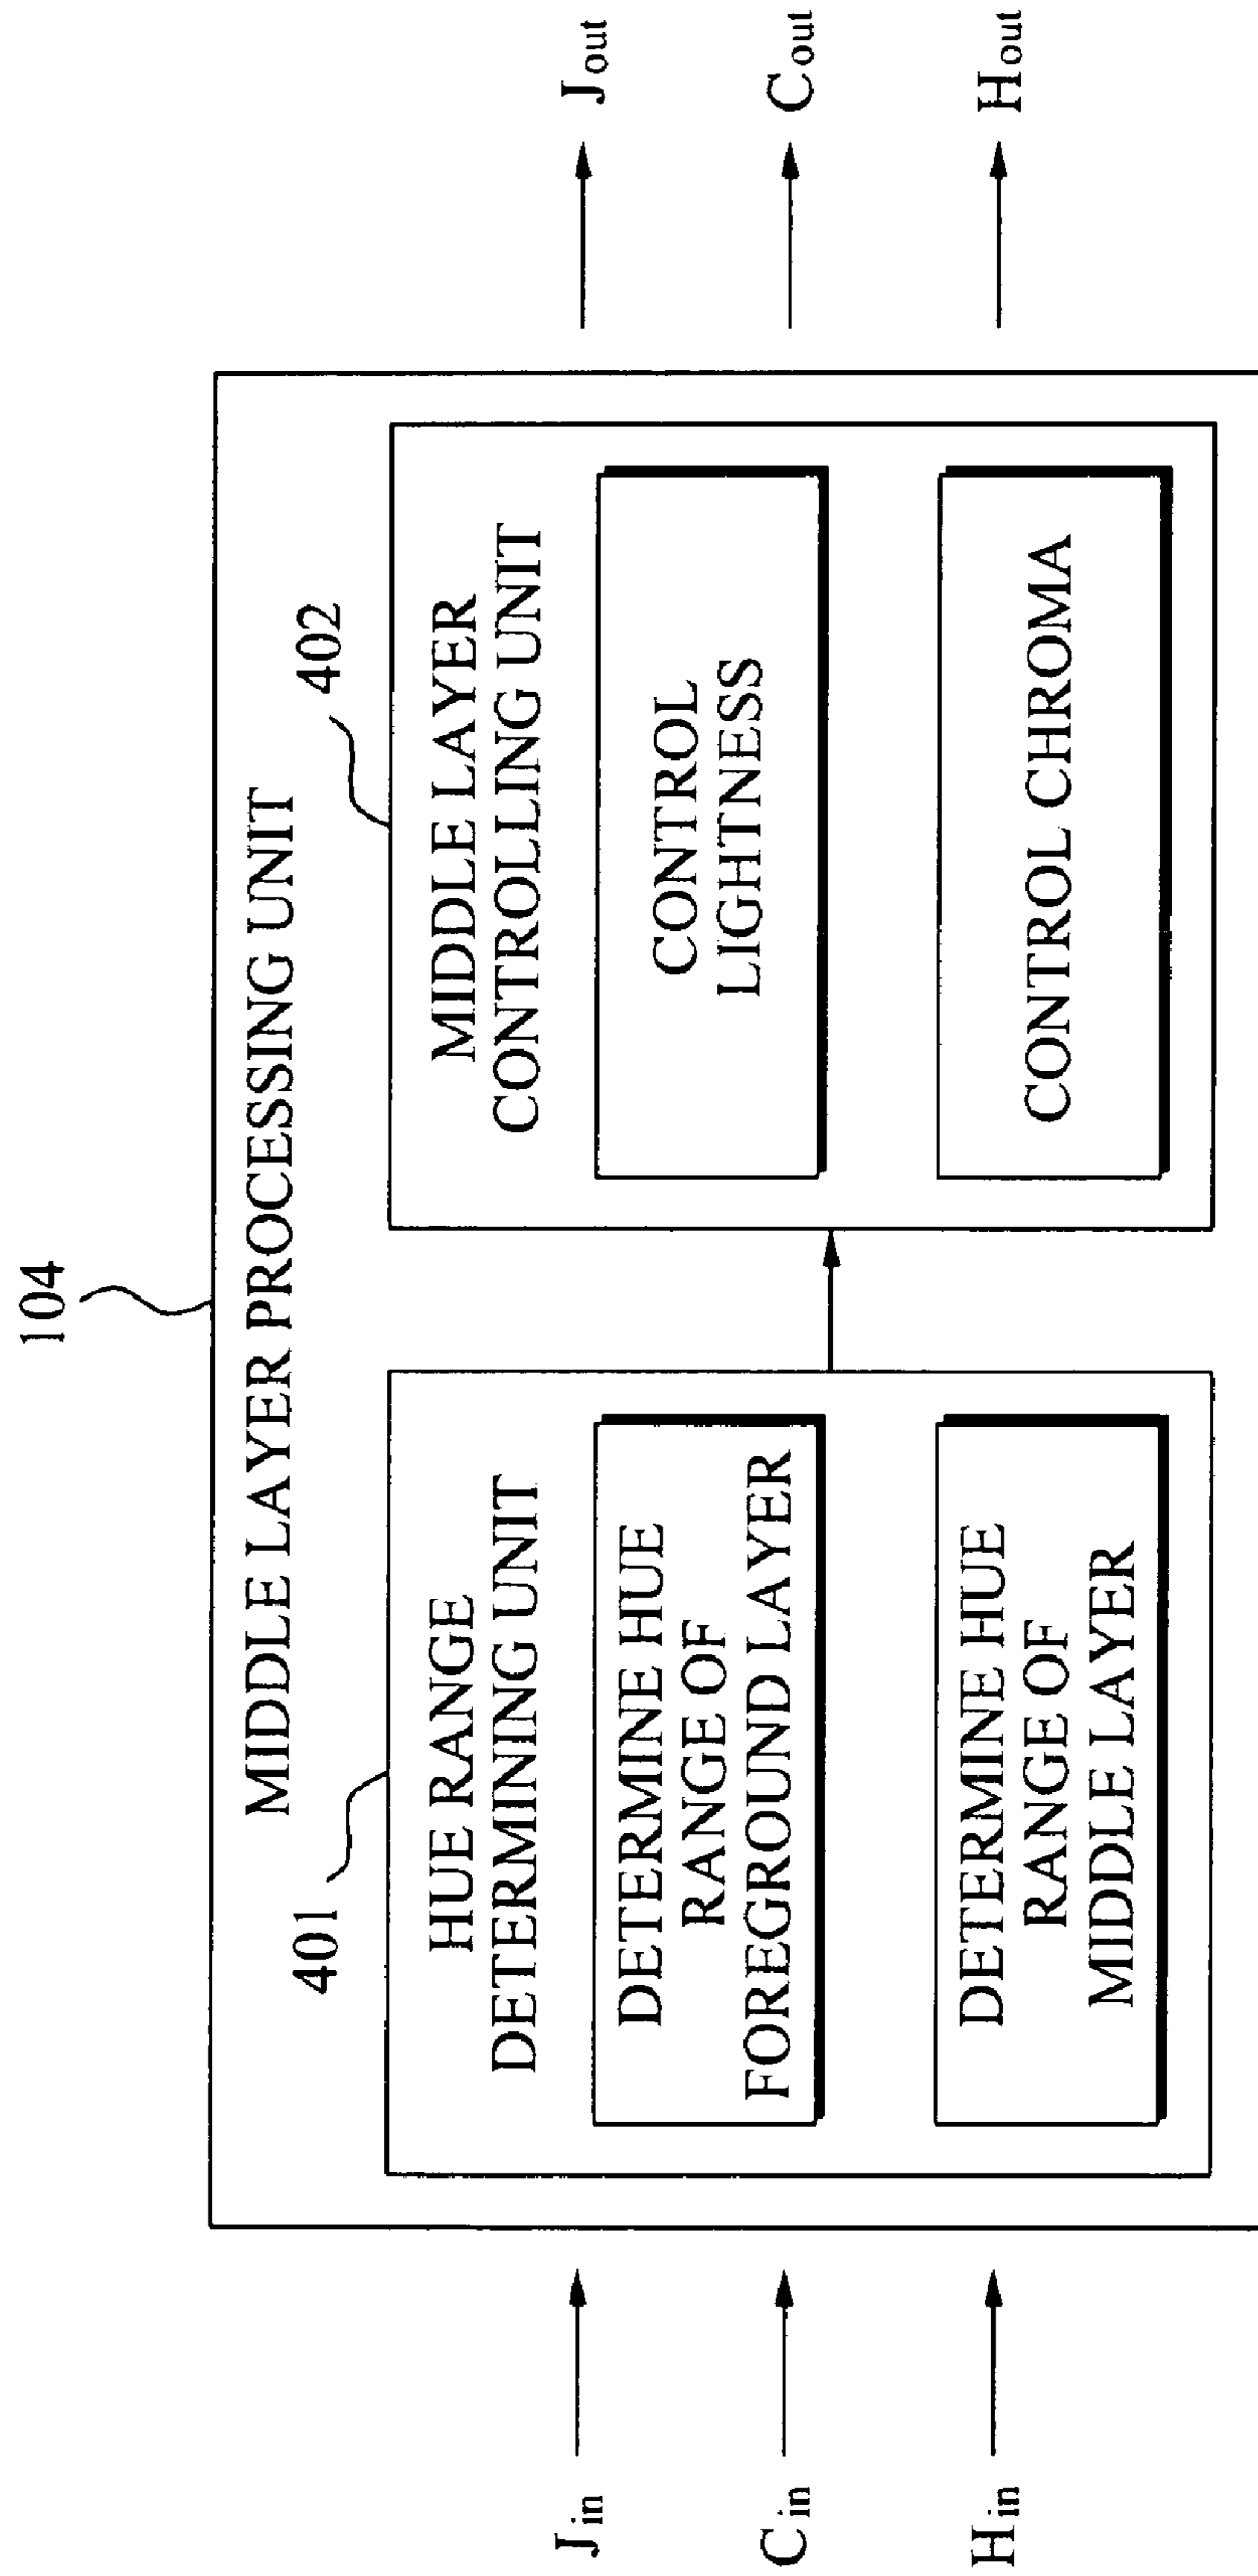 104
MIDDLE LAYER PROCESSING UNIT
401
HUE RANGE
DETERMINING UNIT
DETERMINE HUE
RANGE OF
FOREGROUND LAYER
DETERMINE HUE
RANGE OF
MIDDLE LAYER
402
MIDDLE LAYER
CONTROLLING UNIT
CONTROL
LIGHTNESS
CONTROL CHROMA
Jin
Cin
Hin
Jout
Cout
Hout